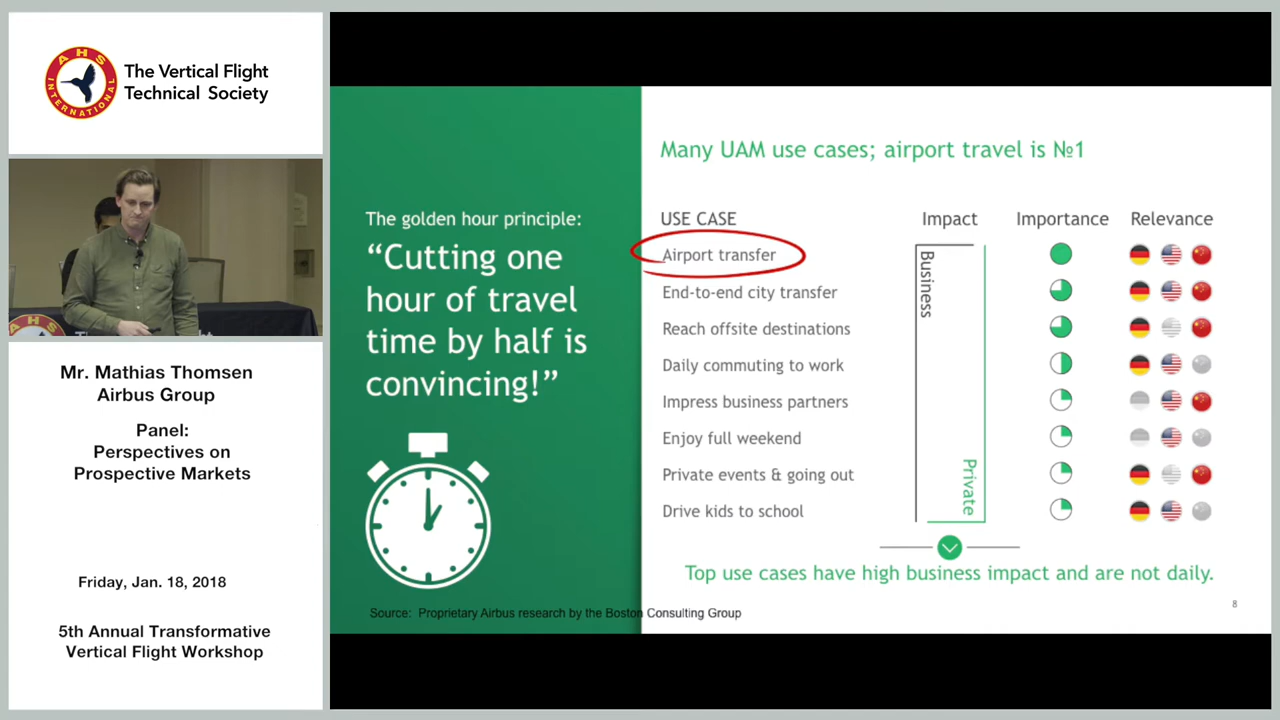 AHS
INTERNATIONAL
The Vertical Flight
Technical Society
AHS
Mr. Mathias Thomsen
Airbus Group
Panel:
Perspectives on
Prospective Markets
Friday, Jan. 18, 2018
5th Annual Transformative
Vertical Flight Workshop
The golden hour principle:
“Cutting one
hour of travel
time by half is
convincing!”
Many UAM use cases; airport travel is №1
USE CASE Impact Importance Relevance
Airport transfer
End-to-end city transfer
Reach offsite destinations
Daily commuting to work
Impress business partners
Enjoy full weekend
Private events & going out
Drive kids to school
Business
Private
Top use cases have high business impact and are not daily.
Source: Proprietary Airbus research by the Boston Consulting Group
8